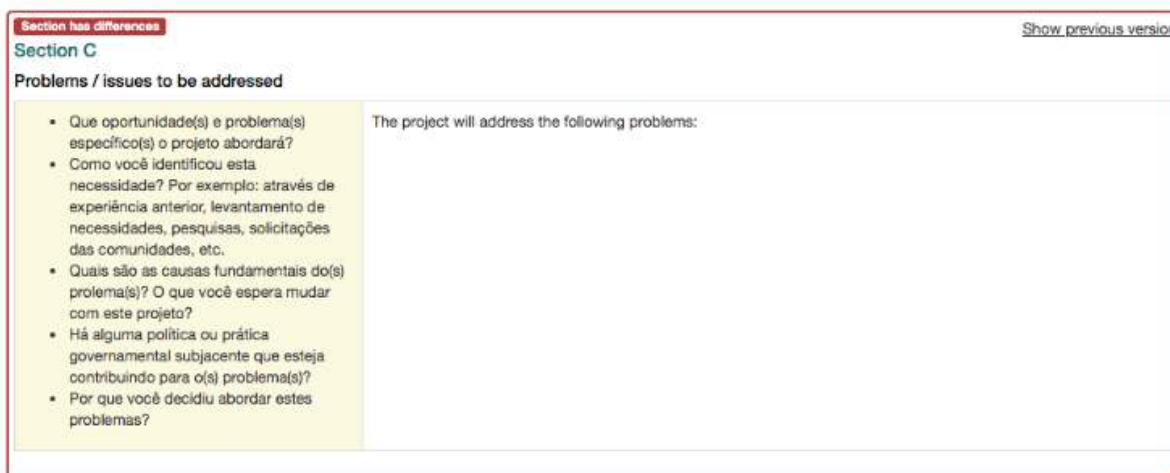 Section has differences
Show previous version
Section C
Problems / issues to be addressed
• Que oportunidade(s) e problema(s)
específico(s) o projeto abordará?
• Como você identificou esta
necessidade? Por exemplo: através de
experiência anterior, levantamento de
necessidades, pesquisas, solicitações
das comunidades, etc.
• Quais são as causas fundamentais do(s)
prolema(s)? O que você espera mudar
com este projeto?
• Há alguma política ou prática
governamental subjacente que esteja
contribuindo para o(s) problema(s)?
• Por que você decidiu abordar estes
problemas?
The project will address the following problems: